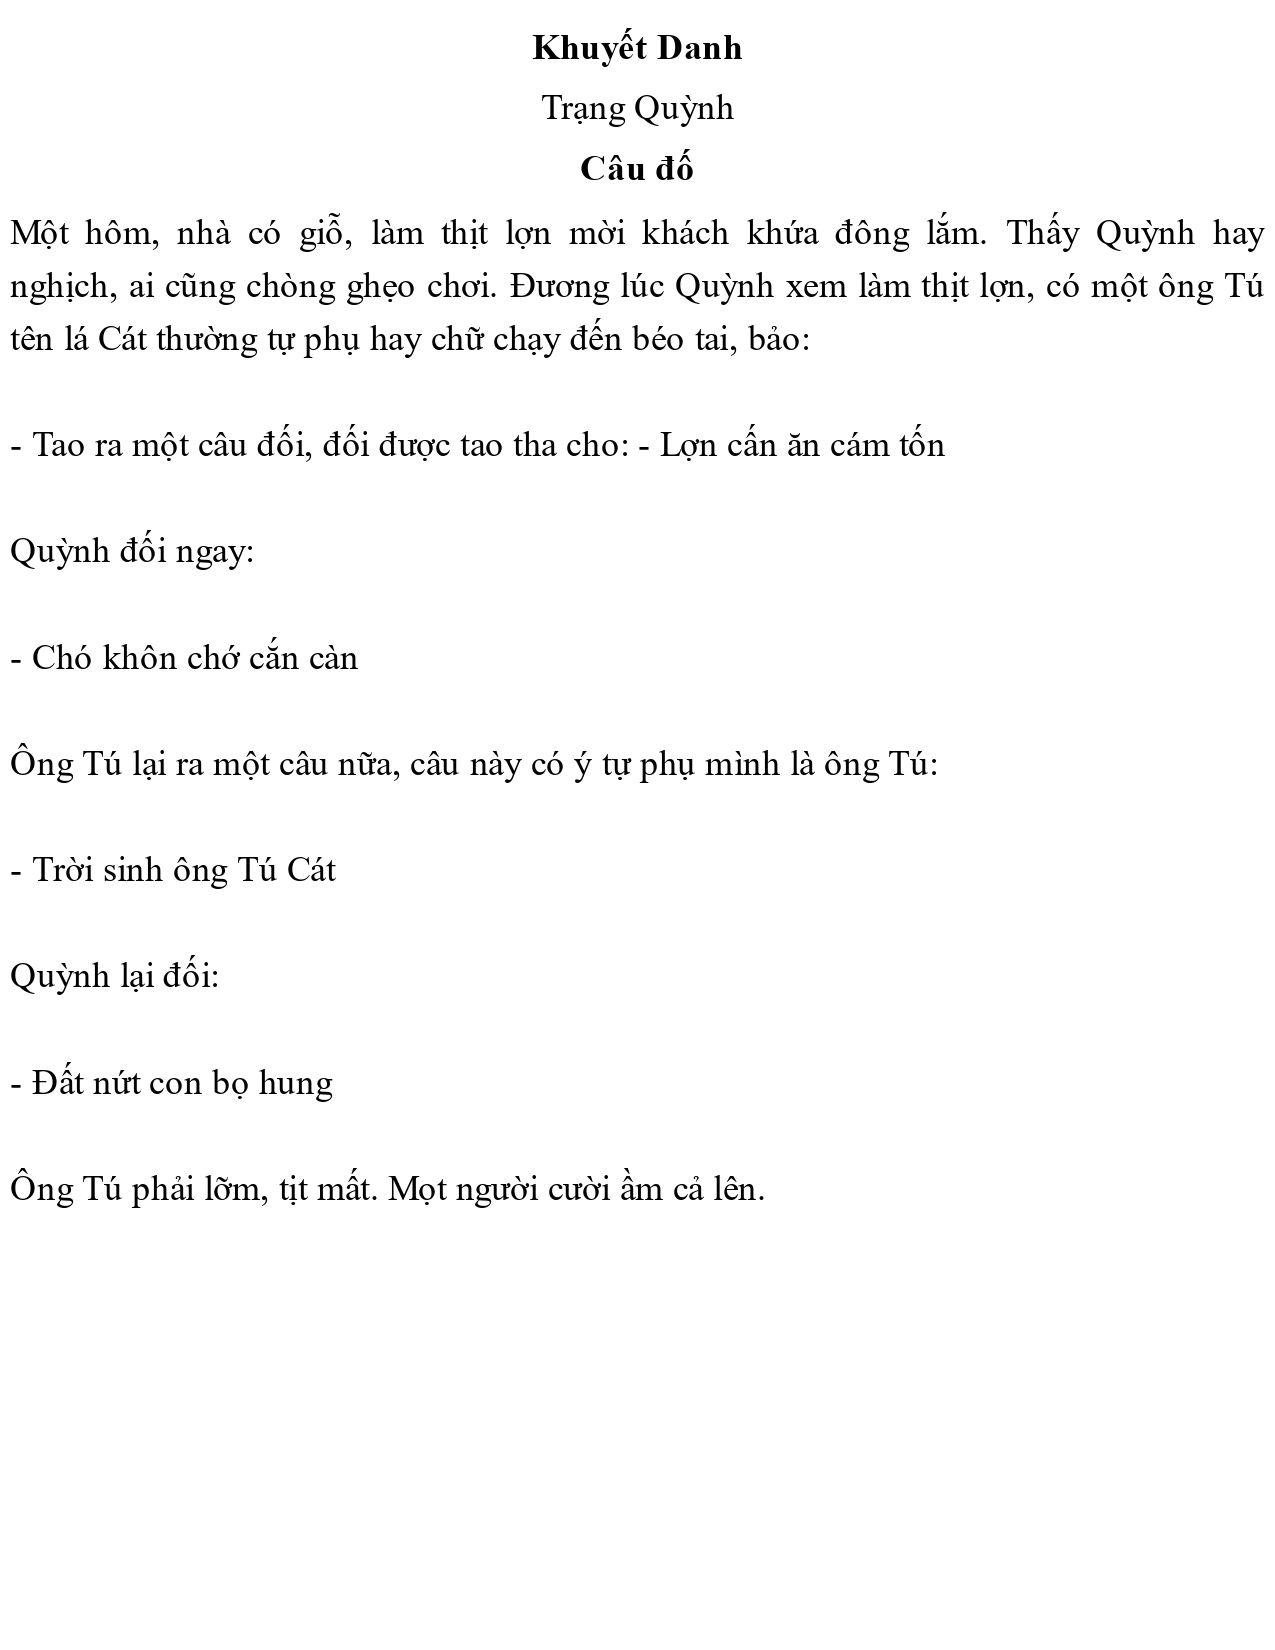 Khuyết Danh
Trạng Quỳnh
Câu đố
Một hôm, nhà có giỗ, làm thịt lợn mời khách khứa đông lắm. Thấy Quỳnh hay
nghịch, ai cũng chòng ghẹo chơi. Đương lúc Quỳnh xem làm thịt lợn, có một ông Tú
tên lá Cát thường tự phụ hay chữ chạy đến béo tai, bảo:
- Tao ra một câu đối, đối được tao tha cho: - Lợn cấn ăn cám tốn
Quỳnh đối ngay:
- Chó khôn chớ cắn càn
Ông Tú lại ra một câu nữa, câu này có ý tự phụ mình là ông Tú:
- Trời sinh ông Tú Cát
Quỳnh lại đối:
- Đất nứt con bọ hung
Ông Tú phải lỡm, tịt mất. Mọt người cười ầm cả lên.